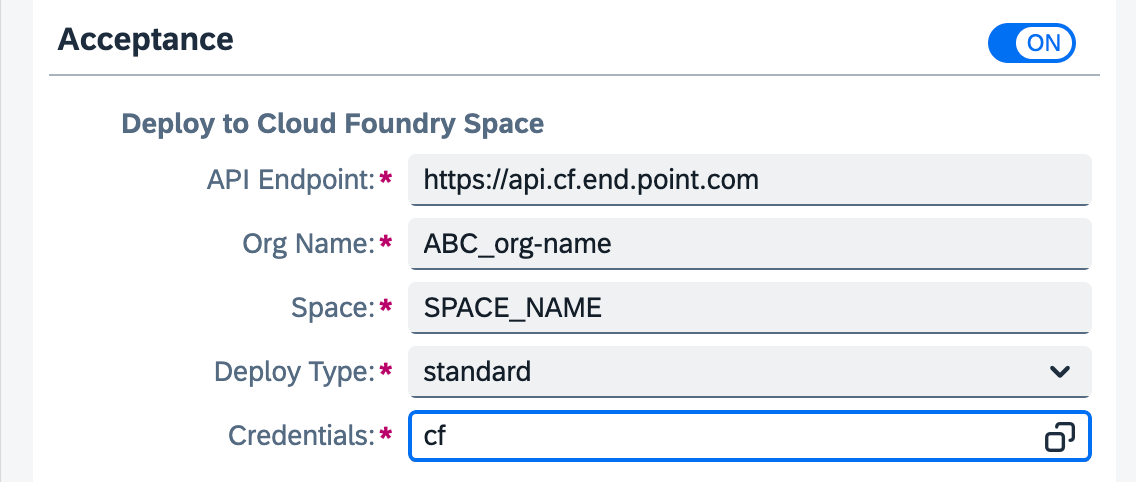 Acceptance
ON
Deploy to Cloud Foundry Space
API Endpoint:* https://api.cf.end.point.com
Org Name:* ABC_org-name
Space:* SPACE_NAME
Deploy Type:* standard
Credentials:* cf